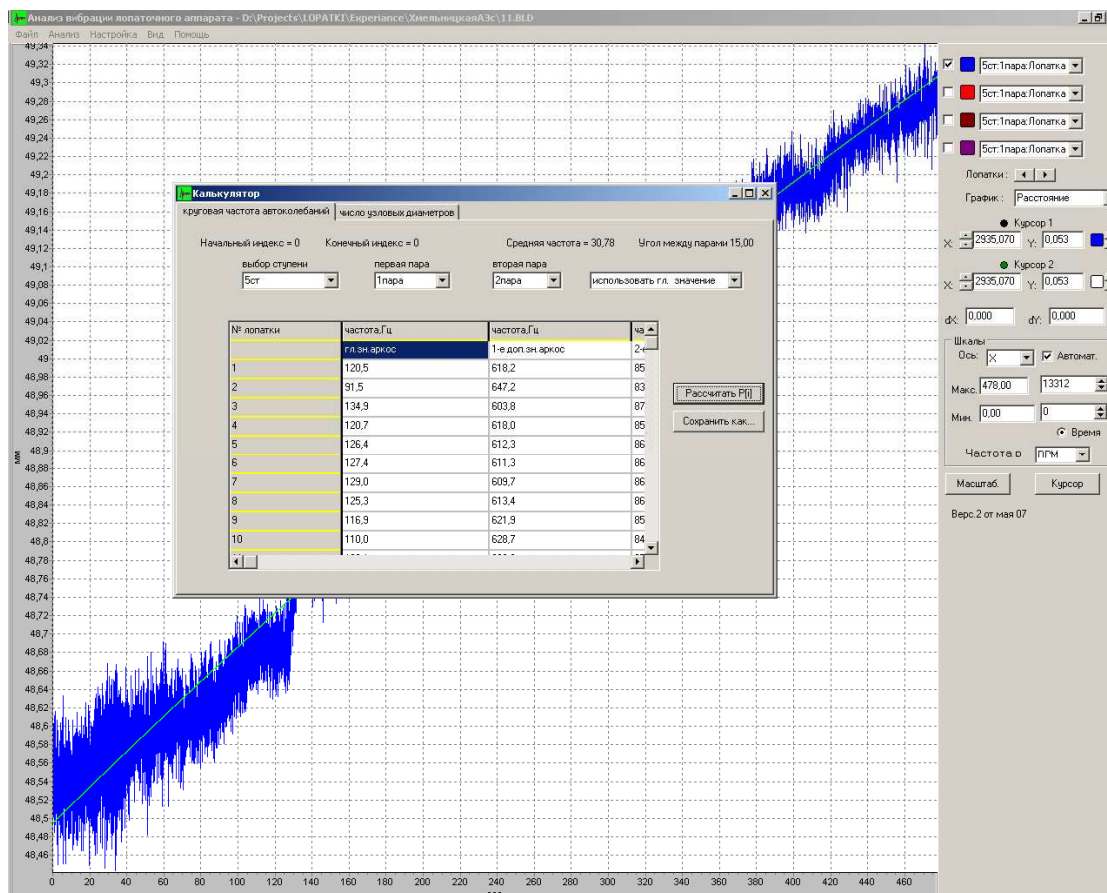 Анализ вибрации лопаточного аппарата - D:\Projects\LOPATKI\Experiance\ХмельницкаяАЭс\11.BLD
Файл Анализ Настройка Вид Помощь
49,34
49,32
49,3
49,28
49,26
49,24
49,22
49,2
49,18
49,16
49,14
49,12
49,1
49,08
49,06
49,04
49,02
49
48,98
48,96
48,94
48,92
48,9
48,88
48,86
48,84
48,82
48,8
48,78
48,76
48,74
48,72
48,7
48,68
48,66
48,64
48,62
48,6
48,58
48,56
48,54
48,52
48,5
48,48
48,46
мм
0 20 40 60 80 100 120 140 160 180 200 220 240 260 280 300 320 340 360 380 400 420 440 460
Калькулятор
круговая частота автоколебаний число узловых диаметров
Начальный индекс = 0 Конечный индекс = 0 Средняя частота = 30,78 Угол между парами 15,00
выбор ступени первая пара вторая пара
5ст 1пара 2пара использовать гл. значение
№ лопатки частота,Гц частота,Гц ча
гл.зн.аркос 1-е доп.зн.аркос 2-е
1 120,5 618,2 85
2 91,5 647,2 83
3 134,9 603,8 87
4 120,7 618,0 85
5 126,4 612,3 86
6 127,4 611,3 86
7 129,0 609,7 86
8 125,3 613,4 86
9 116,9 621,9 85
10 110,0 628,7 84
Рассчитать P[i]
Сохранить как...
5ст:1пара:Лопатка
5ст:1пара:Лопатка
5ст:1пара:Лопатка
5ст:1пара:Лопатка
Лопатки:
График: Расстояние
Курсор 1
X: 2935,070 Y: 0,053
Курсор 2
X: 2935,070 Y: 0,053
dX: 0,000 dY: 0,000
Шкалы
Ось: X Автомат.
Макс. 478,00 13312
Мин. 0,00 0
Время
Частота в ПГМ
Масштаб. Курсор
Верс.2 от мая 07